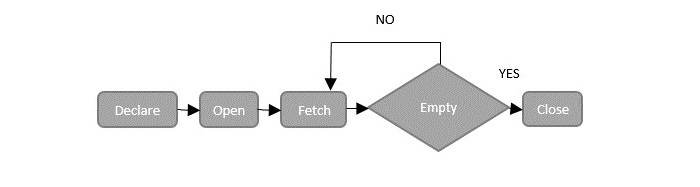 NO
YES
Declare
Open
Fetch
Empty
Close